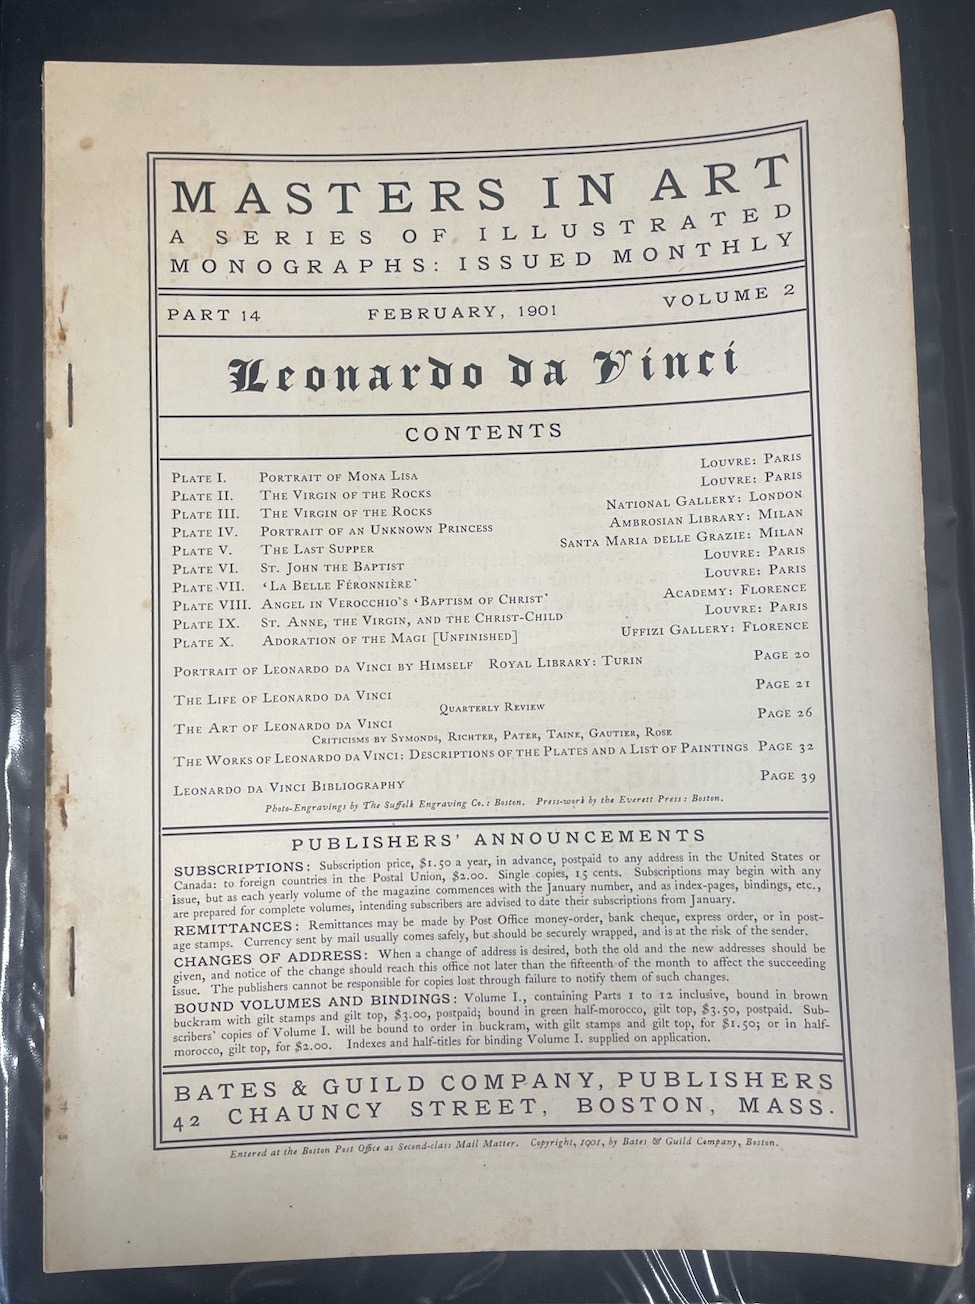 MASTERS IN ART
A SERIES OF ILLUSTRATED
MONOGRAPHS: ISSUED MONTHLY
PART 14 FEBRUARY, 1901 VOLUME 2
Leonardo da Vinci
CONTENTS
PLATE I. PORTRAIT OF MONA LISA LOUVRE: PARIS
PLATE II. THE VIRGIN OF THE ROCKS LOUVRE: PARIS
PLATE III. THE VIRGIN OF THE ROCKS NATIONAL GALLERY: LONDON
PLATE IV. PORTRAIT OF AN UNKNOWN PRINCESS AMBROSIAN LIBRARY: MILAN
PLATE V. THE LAST SUPPER SANTA MARIA DELLE GRAZIE: MILAN
PLATE VI. ST. JOHN THE BAPTIST LOUVRE: PARIS
PLATE VII. ‘LA BELLE FÉRONNIÈRE’ LOUVRE: PARIS
PLATE VIII. ANGEL IN VEROCCHIO’S ‘BAPTISM OF CHRIST’ ACADEMY: FLORENCE
PLATE IX. ST. ANNE, THE VIRGIN, AND THE CHRIST-CHILD LOUVRE: PARIS
PLATE X. ADORATION OF THE MAGI [UNFINISHED] UFFIZI GALLERY: FLORENCE
PORTRAIT OF LEONARDO DA VINCI BY HIMSELF ROYAL LIBRARY: TURIN PAGE 20
THE LIFE OF LEONARDO DA VINCI PAGE 21
QUARTERLY REVIEW
THE ART OF LEONARDO DA VINCI PAGE 26
CRITICISMS BY SYMONDS, RICHTER, PATER, TAINE, GAUTIER, ROSE
THE WORKS OF LEONARDO DA VINCI: DESCRIPTIONS OF THE PLATES AND A LIST OF PAINTINGS PAGE 32
LEONARDO DA VINCI BIBLIOGRAPHY PAGE 39
Photo-Engravings by The Suffolk Engraving Co.: Boston. Press-work by the Everett Press: Boston.
PUBLISHERS’ ANNOUNCEMENTS
SUBSCRIPTIONS: Subscription price, $1.50 a year, in advance, postpaid to any address in the United States or
Canada: to foreign countries in the Postal Union, $2.00. Single copies, 15 cents. Subscriptions may begin with any
issue, but as each yearly volume of the magazine commences with the January number, and as index-pages, bindings, etc.,
are prepared for complete volumes, intending subscribers are advised to date their subscriptions from January.
REMITTANCES: Remittances may be made by Post Office money-order, bank cheque, express order, or in post-
age stamps. Currency sent by mail usually comes safely, but should be securely wrapped, and is at the risk of the sender.
CHANGES OF ADDRESS: When a change of address is desired, both the old and the new addresses should be
given, and notice of the change should reach this office not later than the fifteenth of the month to affect the succeeding
issue. The publishers cannot be responsible for copies lost through failure to notify them of such changes.
BOUND VOLUMES AND BINDINGS: Volume I., containing Parts 1 to 12 inclusive, bound in brown
buckram with gilt stamps and gilt top, $3.00, postpaid; bound in green half-morocco, gilt top, $3.50, postpaid. Sub-
scribers’ copies of Volume I. will be bound to order in buckram, with gilt stamps and gilt top, for $1.50; or in half-
morocco, gilt top, for $2.00. Indexes and half-titles for binding Volume I. supplied on application.
BATES & GUILD COMPANY, PUBLISHERS
42 CHAUNCY STREET, BOSTON, MASS.
Entered at the Boston Post Office as Second-class Mail Matter. Copyright, 1901, by Bates & Guild Company, Boston.